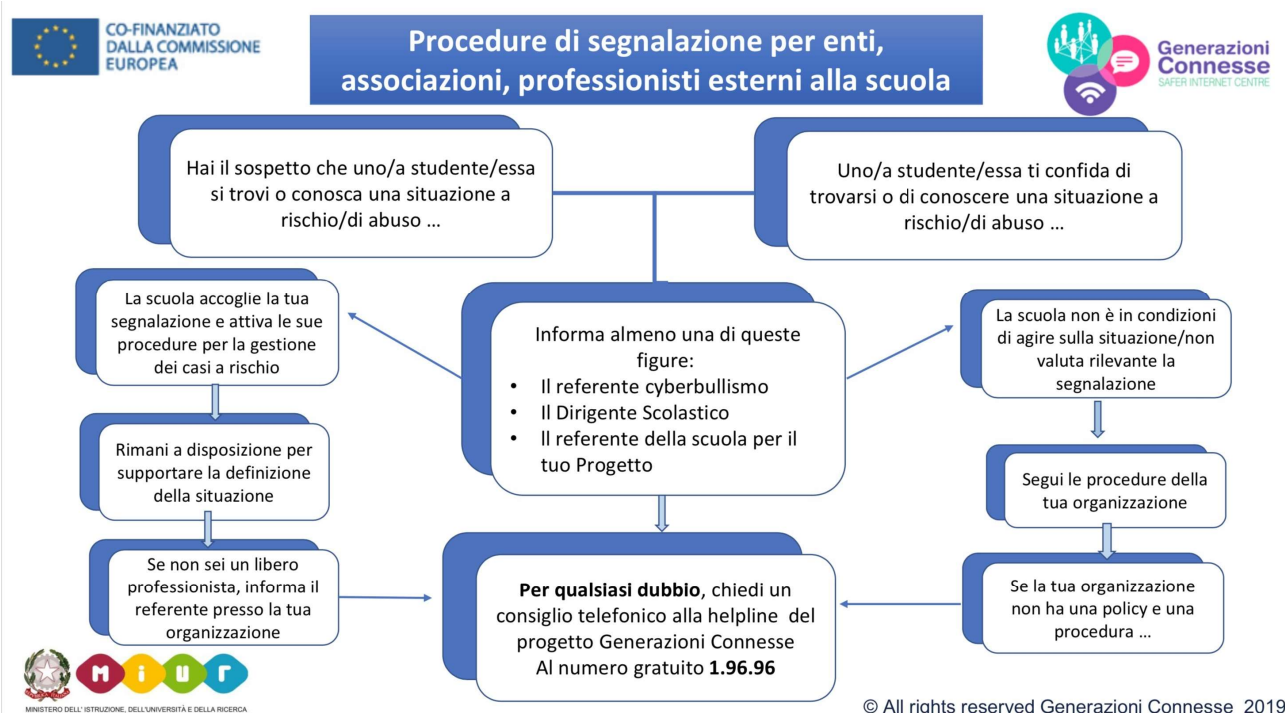 CO-FINANZIATO
DALLA COMMISSIONE
EUROPEA
Procedure di segnalazione per enti,
associazioni, professionisti esterni alla scuola
Generazioni
Connesse
SAFER INTERNET CENTRE
Hai il sospetto che uno/a studente/essa
si trovi o conosca una situazione a
rischio/di abuso ...
Uno/a studente/essa ti confida di
trovarsi o di conoscere una situazione a
rischio/di abuso ...
La scuola accoglie la tua
segnalazione e attiva le sue
procedure per la gestione
dei casi a rischio
Informa almeno una di queste
figure:
• Il referente cyberbullismo
• Il Dirigente Scolastico
• Il referente della scuola per il
tuo Progetto
La scuola non è in condizioni
di agire sulla situazione/non
valuta rilevante la
segnalazione
Rimani a disposizione per
supportare la definizione
della situazione
Segui le procedure della
tua organizzazione
Se non sei un libero
professionista, informa il
referente presso la tua
organizzazione
Per qualsiasi dubbio, chiedi un
consiglio telefonico alla helpline del
progetto Generazioni Connesse
Al numero gratuito 1.96.96
Se la tua organizzazione
non ha una policy e una
procedura ...
miur
MINISTERO DELL' ISTRUZIONE, DELL'UNIVERSITÀ E DELLA RICERCA
© All rights reserved Generazioni Connesse 2019